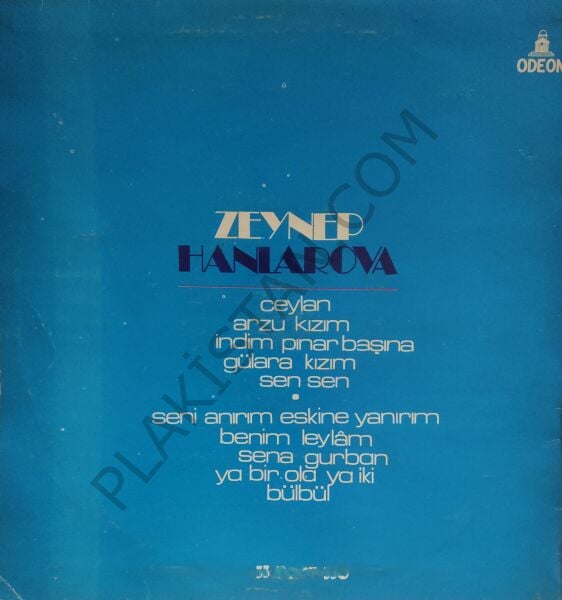 ODEON
ZEYNEP
HANLAROVA
ceylan
arzu kızım
indim pınar başına
gülara kızım
sen sen
seni anırım eskine yanırım
benim leylâm
sena gurban
ya bir ola ya iki
bülbül
PLAKİSTAN.COM